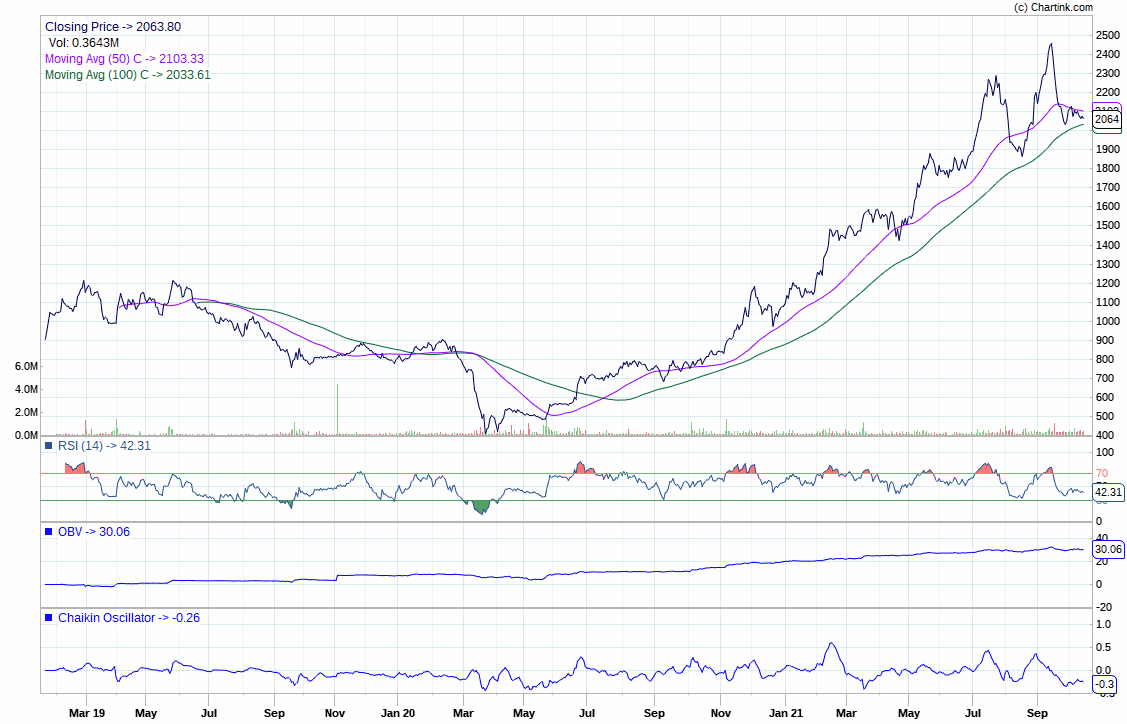 (c) Chartink.com
Closing Price -> 2063.80
Vol: 0.3643M
Moving Avg (50) C -> 2103.33
Moving Avg (100) C -> 2033.61
2500
2400
2300
2200
2064
1900
1800
1700
1600
1500
1400
1300
1200
1100
1000
900
800
700
600
500
400
6.0M
4.0M
2.0M
0.0M
RSI (14) -> 42.31
100
70
42.31
0
OBV -> 30.06
40
30.06
20
0
-20
Chaikin Oscillator -> -0.26
1.0
0.5
0.0
-0.3
Mar 19 May Jul Sep Nov Jan 20 Mar May Jul Sep Nov Jan 21 Mar May Jul Sep